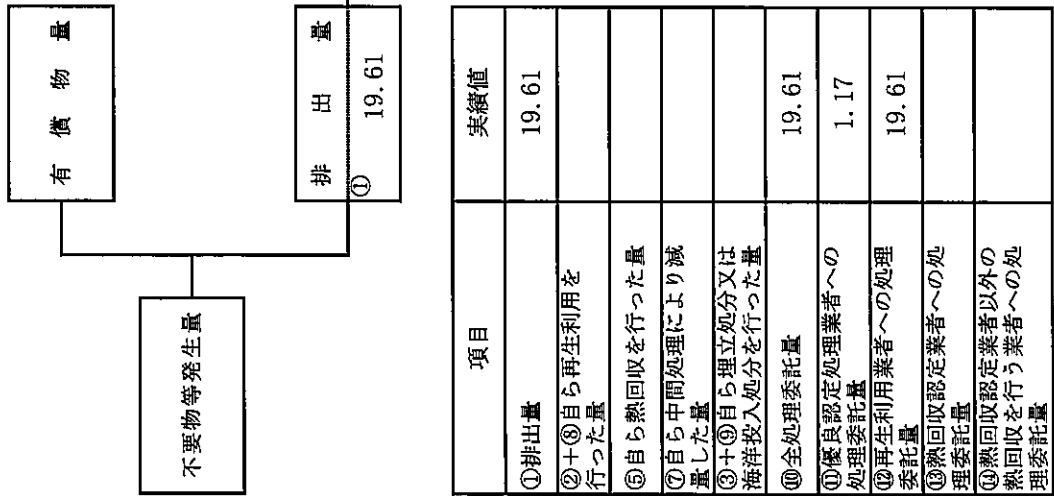 有償物量
不要物等発生量
排出量
①
19.61
項目 実績値
①排出量 19.61
②+⑧自ら再生利用を
行った量
⑤自ら熱回収を行った量
⑦自ら中間処理により減
量した量
③+⑨自ら埋立処分又は
海洋投入処分を行った量
⑩全処理委託量 19.61
⑪優良認定処理業者への
処理委託量 1.17
⑫再生利用業者への処理
委託量 19.61
⑬熱回収認定業者への処
理委託量
⑭熱回収認定業者以外の
熱回収を行う業者への処
理委託量